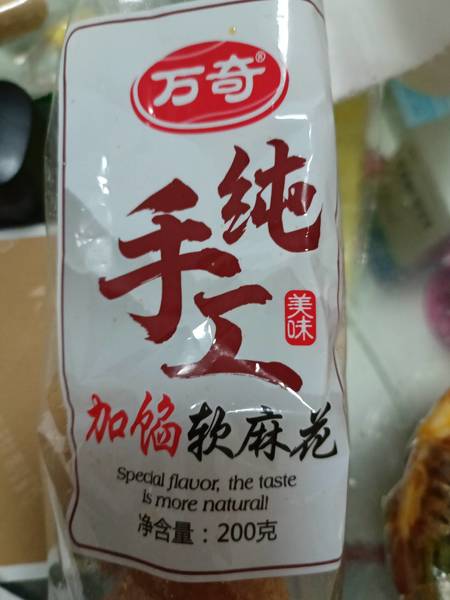 万奇®
纯手工
美味
加馅软麻花
Special flavor, the taste
is more natural!
净含量：200克